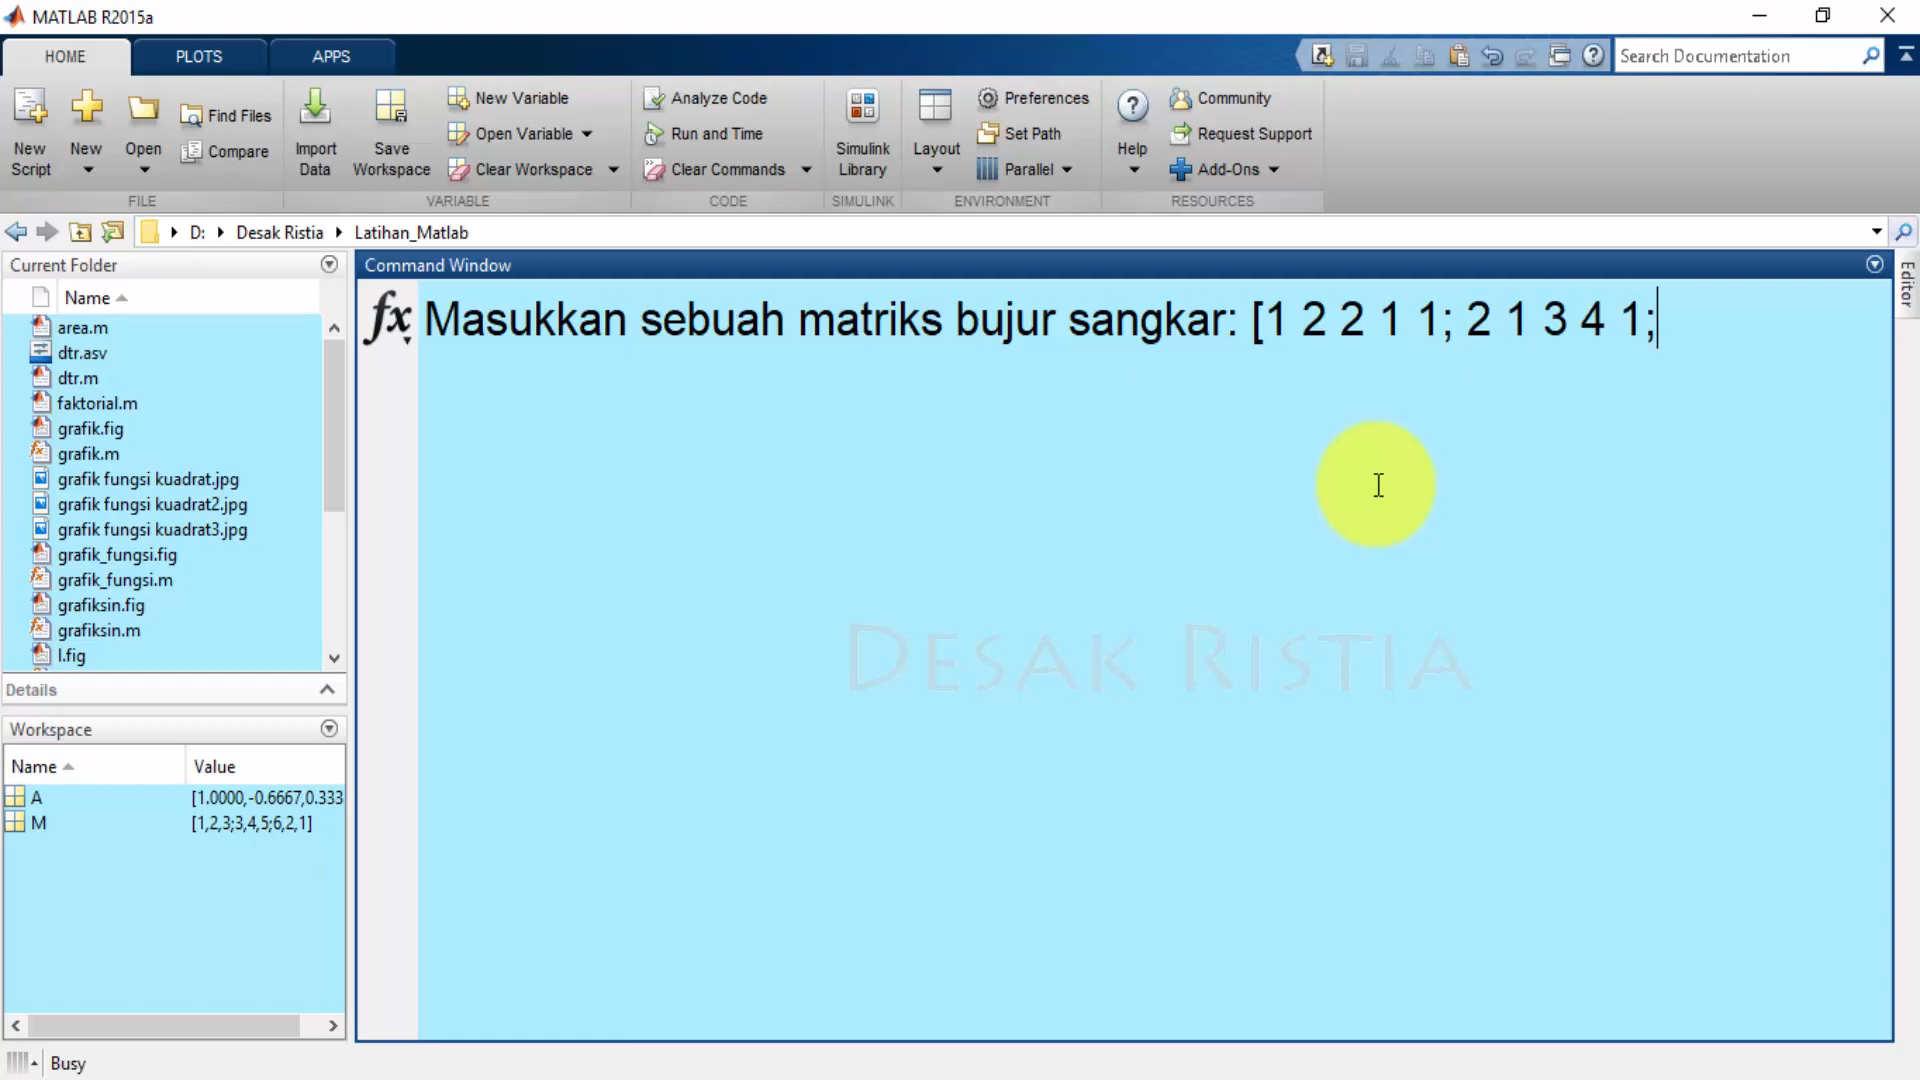 MATLAB R2015a
HOME
PLOTS
APPS
Search Documentation
New Script
New
Open
Find Files
Compare
FILE
Import Data
Save Workspace
New Variable
Open Variable
Clear Workspace
VARIABLE
Analyze Code
Run and Time
Clear Commands
CODE
Simulink Library
SIMULINK
Layout
Preferences
Set Path
Parallel
ENVIRONMENT
Help
Community
Request Support
Add-Ons
RESOURCES
D: Desak Ristia Latihan_Matlab
Current Folder
Name
area.m
dtr.asv
dtr.m
faktorial.m
grafik.fig
grafik.m
grafik fungsi kuadrat.jpg
grafik fungsi kuadrat2.jpg
grafik fungsi kuadrat3.jpg
grafik_fungsi.fig
grafik_fungsi.m
grafiksin.fig
grafiksin.m
l.fig
Details
Workspace
Name Value
A [1.0000,-0.6667,0.333
M [1,2,3;3,4,5;6,2,1]
Command Window
fx Masukkan sebuah matriks bujur sangkar: [1 2 2 1 1; 2 1 3 4 1;
DESAK RISTIA
Editor
Busy